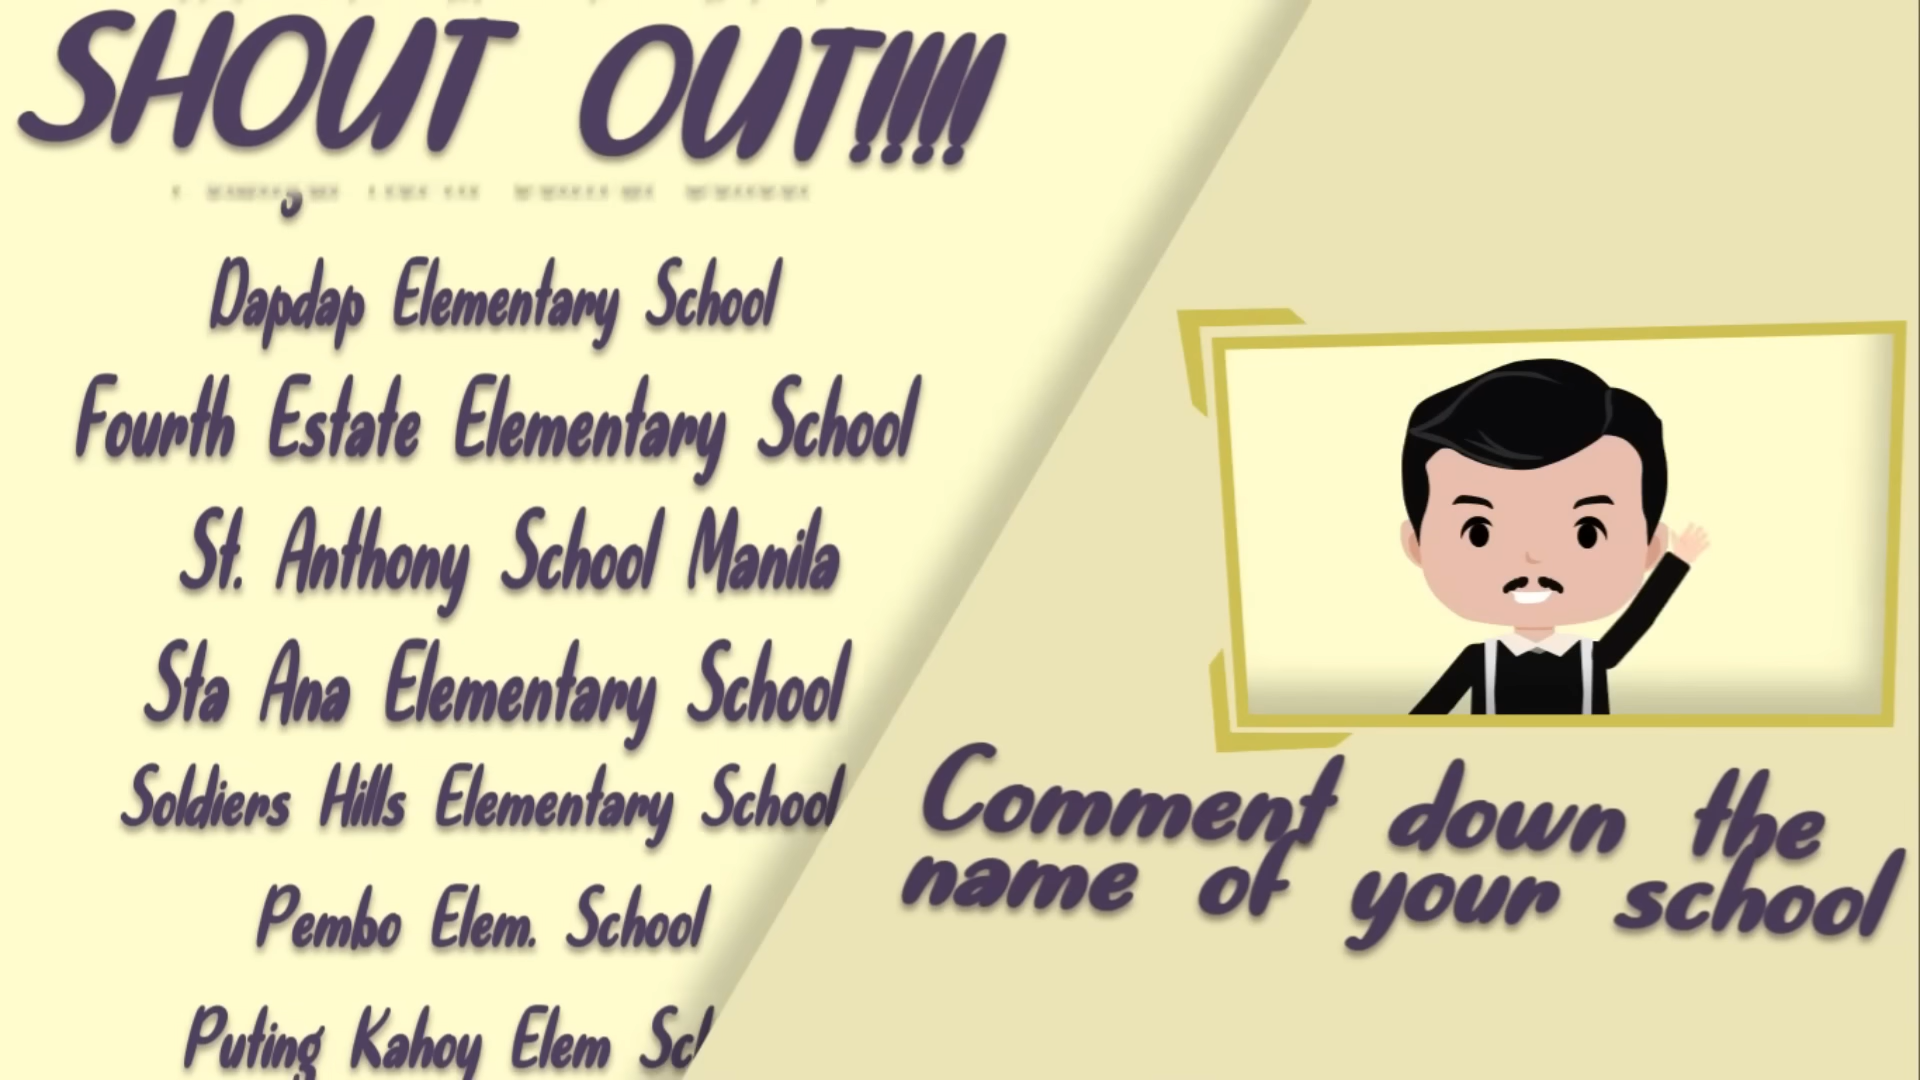 SHOUT OUT!!!!
Dapdap Elementary School
Fourth Estate Elementary School
St. Anthony School Manila
Sta Ana Elementary School
Soldiers Hills Elementary School
Pembo Elem. School
Puting Kahoy Elem
Comment down the
name of your school